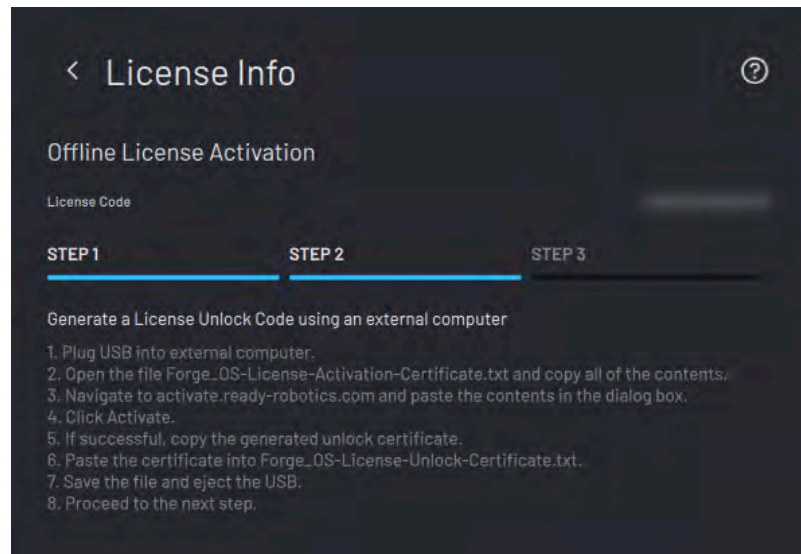 License Info
Offline License Activation
License Code
STEP 1 STEP 2 STEP 3
Generate a License Unlock Code using an external computer
1. Plug USB into external computer.
2. Open the file Forge_OS-License-Activation-Certificate.txt and copy all of the contents.
3. Navigate to activate.ready-robotics.com and paste the contents in the dialog box.
4. Click Activate.
5. If successful, copy the generated unlock certificate.
6. Paste the certificate into Forge_OS-License-Unlock-Certificate.txt.
7. Save the file and eject the USB.
8. Proceed to the next step.